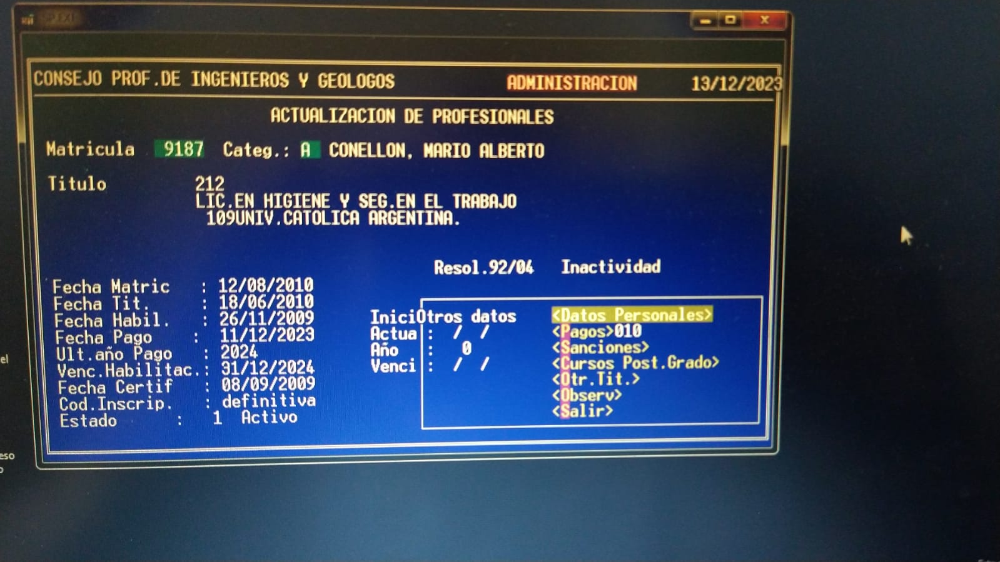 CONSEJO PROF.DE INGENIEROS Y GEOLOGOS ADMINISTRACION 13/12/2023
ACTUALIZACION DE PROFESIONALES
Matricula 9187 Categ.: A CONELLON, MARIO ALBERTO
Titulo 212
LIC.EN HIGIENE Y SEG.EN EL TRABAJO
109UNIV.CATOLICA ARGENTINA.
Resol.92/04 Inactividad
Fecha Matric : 12/08/2010
Fecha Tit. : 18/06/2010
Fecha Habil. : 26/11/2009 IniciOtros datos <Datos Personales>
Fecha Pago : 11/12/2023 Actua : / / <Pagos>010
Ult.año Pago : 2024 Año : 0 <Sanciones>
Venc.Habilitac.: 31/12/2024 Venci : / / <Cursos Post.Grado>
Fecha Certif : 08/09/2009 <Otr.Tit.>
Cod.Inscrip. : definitiva <Observ>
Estado : 1 Activo <Salir>
el
eso
o